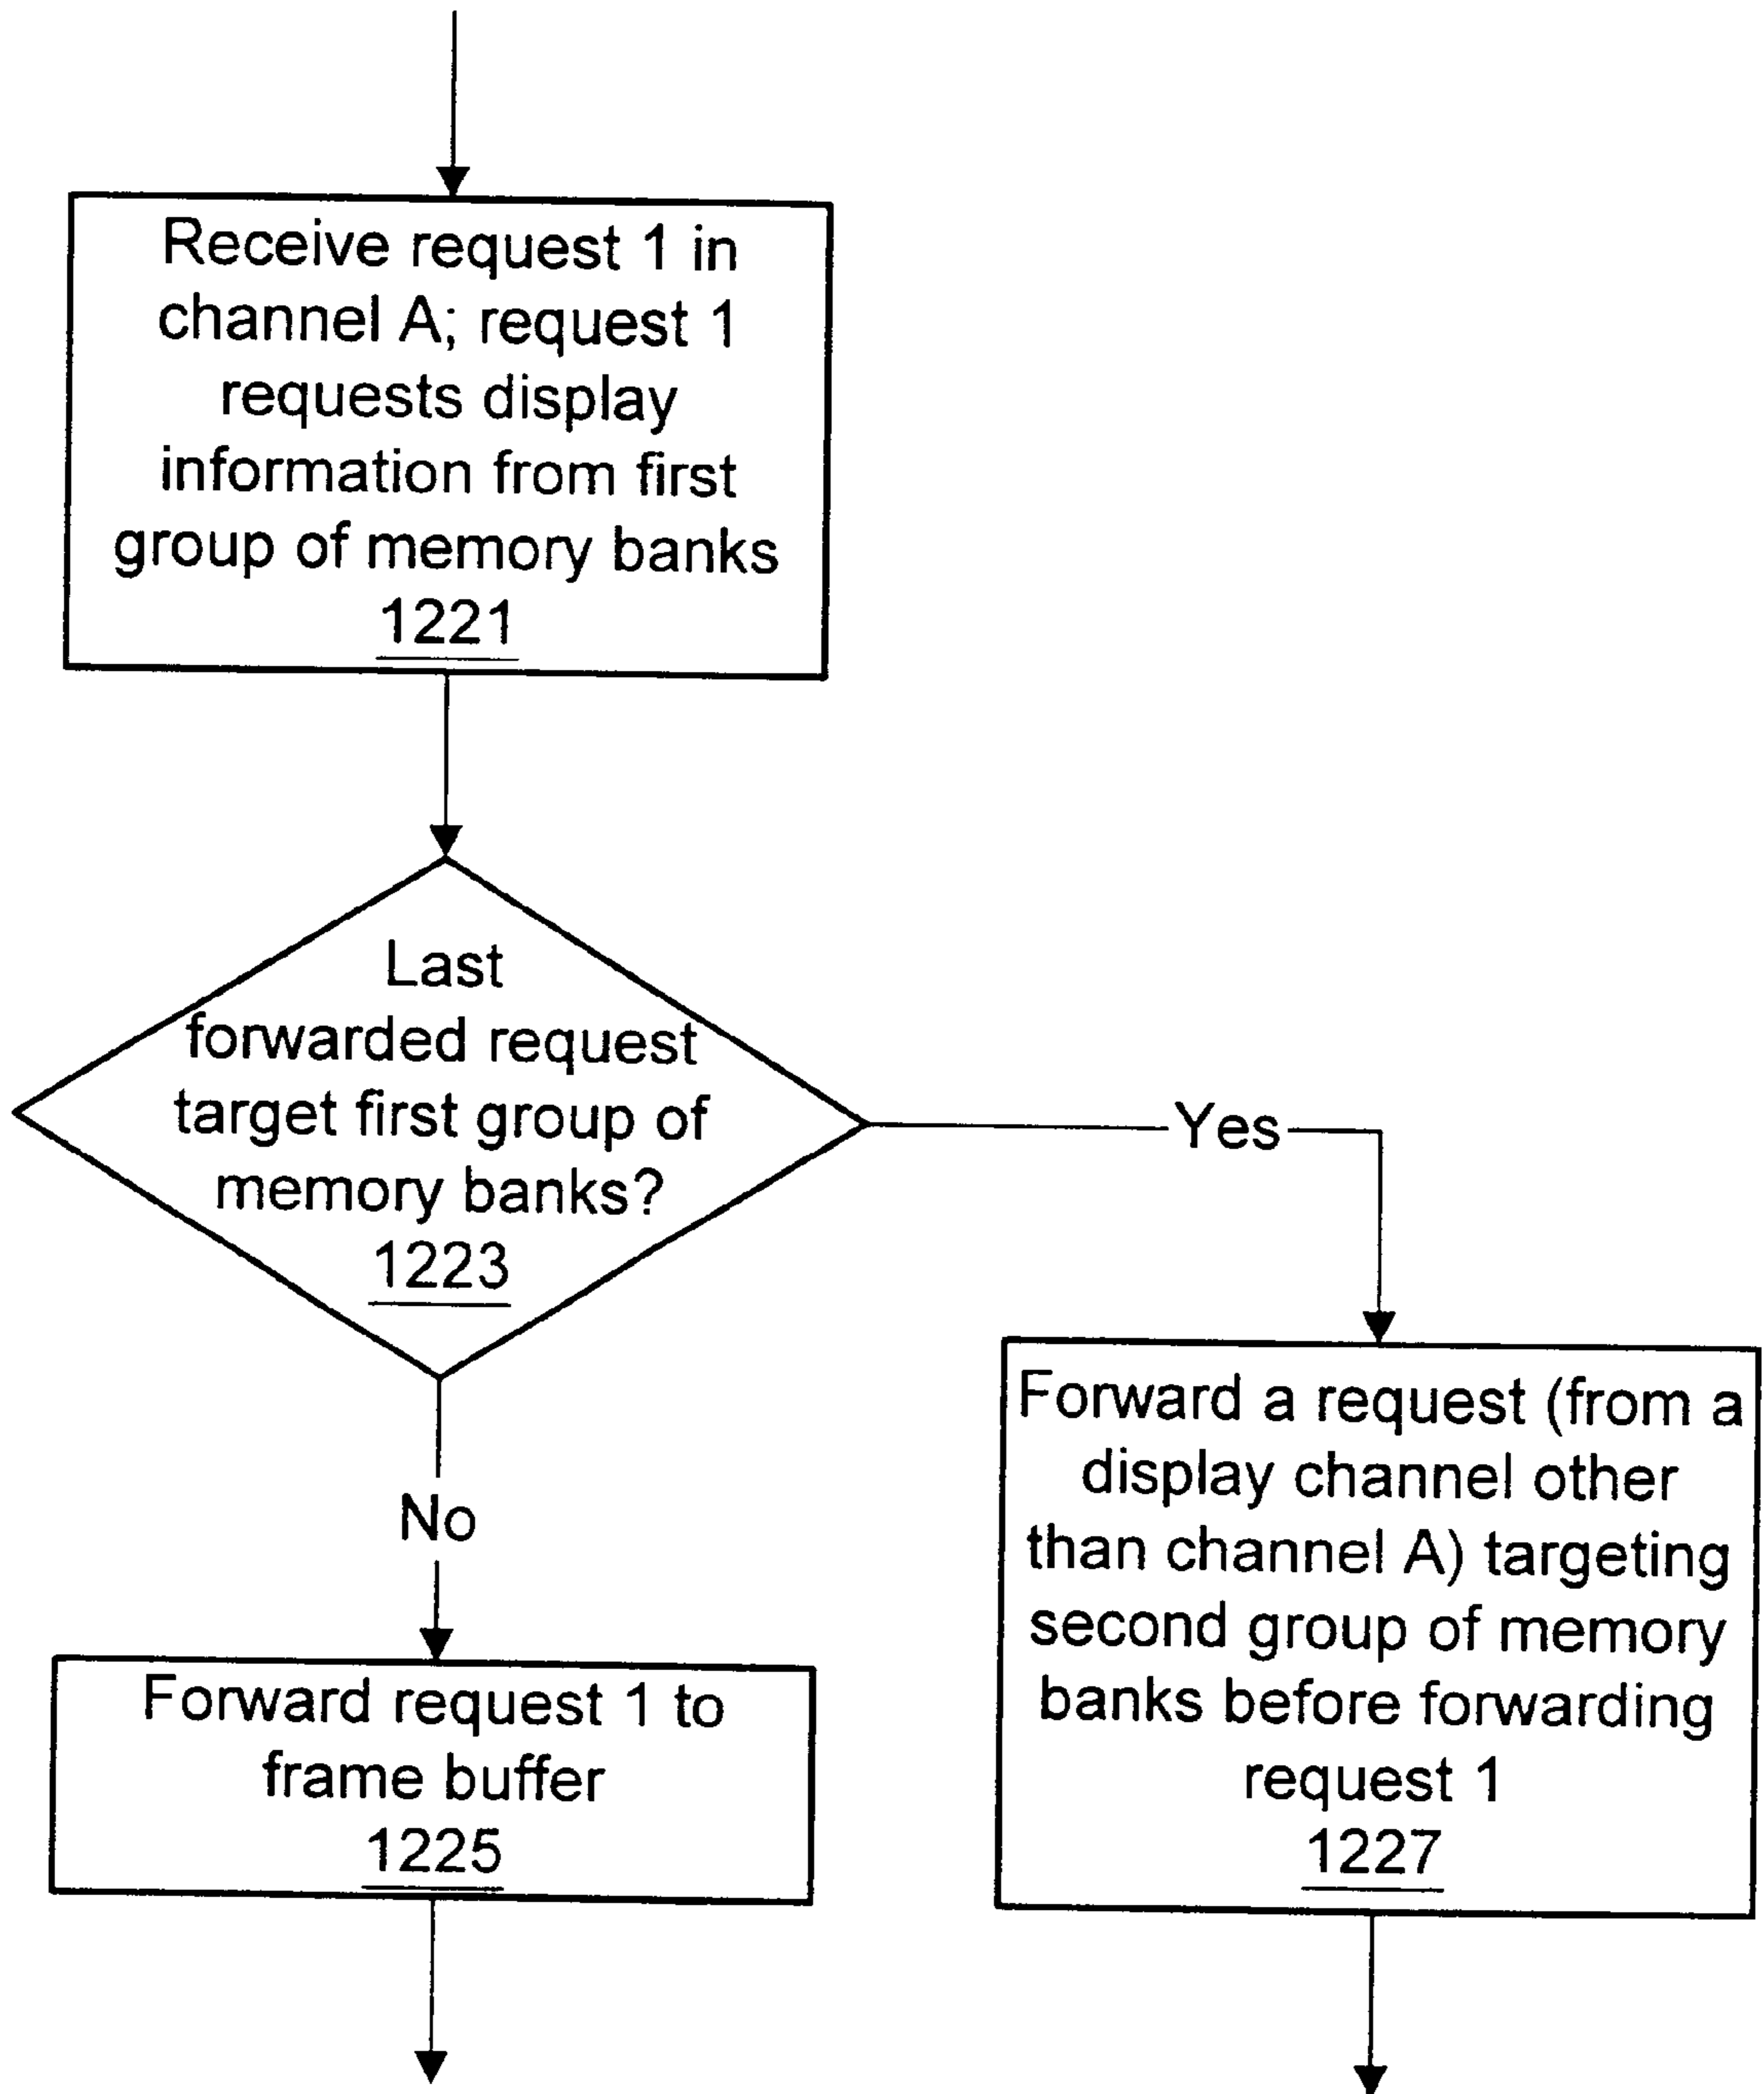 Receive request 1 in
channel A; request 1
requests display
information from first
group of memory banks
1221
Last
forwarded request
target first group of
memory banks?
1223
Yes
No
Forward request 1 to
frame buffer
1225
Forward a request (from a
display channel other
than channel A) targeting
second group of memory
banks before forwarding
request 1
1227